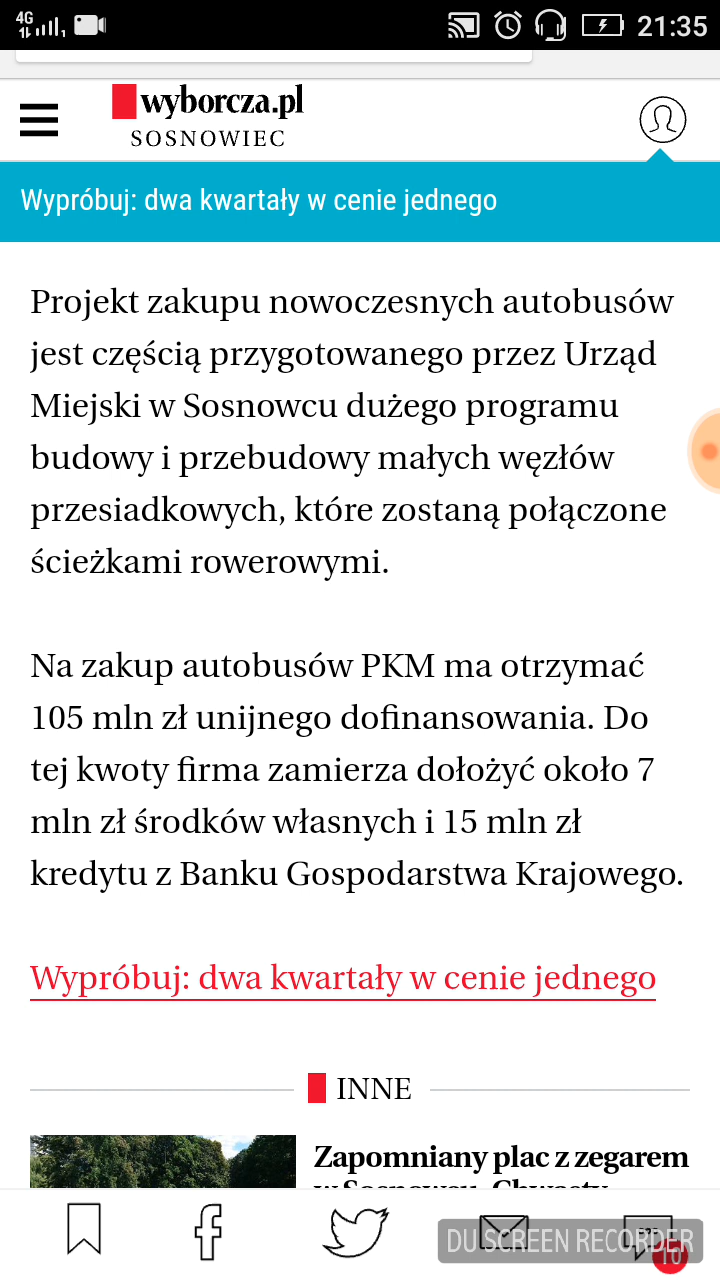 4G 21:35
wyborcza.pl
SOSNOWIEC
Wypróbuj: dwa kwartały w cenie jednego
Projekt zakupu nowoczesnych autobusów
jest częścią przygotowanego przez Urząd
Miejski w Sosnowcu dużego programu
budowy i przebudowy małych węzłów
przesiadkowych, które zostaną połączone
ścieżkami rowerowymi.
Na zakup autobusów PKM ma otrzymać
105 mln zł unijnego dofinansowania. Do
tej kwoty firma zamierza dołożyć około 7
mln zł środków własnych i 15 mln zł
kredytu z Banku Gospodarstwa Krajowego.
Wypróbuj: dwa kwartały w cenie jednego
INNE
Zapomniany plac z zegarem
w Sosnowcu. Chwasty
DU SCREEN RECORDER
10